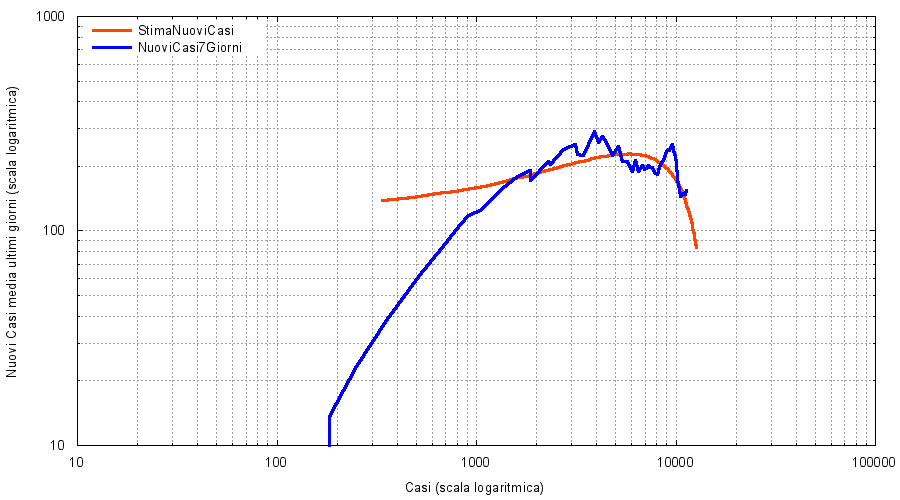 1000
StimaNuoviCasi
NuoviCasi7Giorni
Nuovi Casi media ultimi giorni (scala logaritmica)
100
10
10 100 1000 10000 100000
Casi (scala logaritmica)